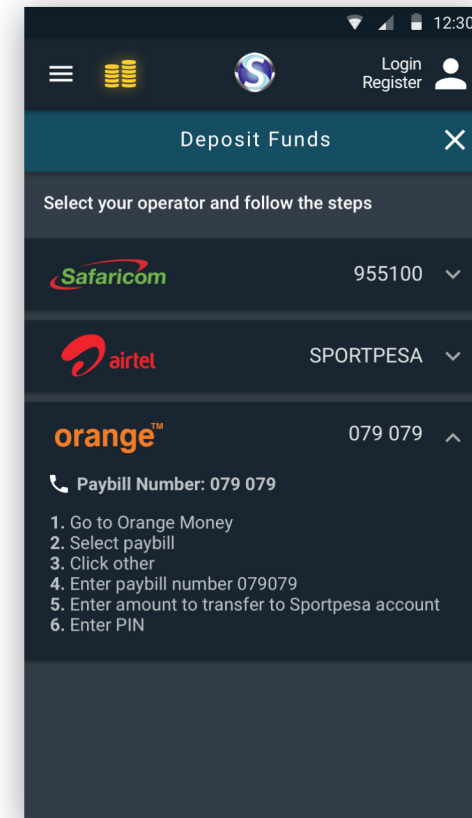 12:30
Login
Register
Deposit Funds
Select your operator and follow the steps
Safaricom 955100
airtel SPORTPESA
orange™ 079 079
Paybill Number: 079 079
1. Go to Orange Money
2. Select paybill
3. Click other
4. Enter paybill number 079079
5. Enter amount to transfer to Sportpesa account
6. Enter PIN